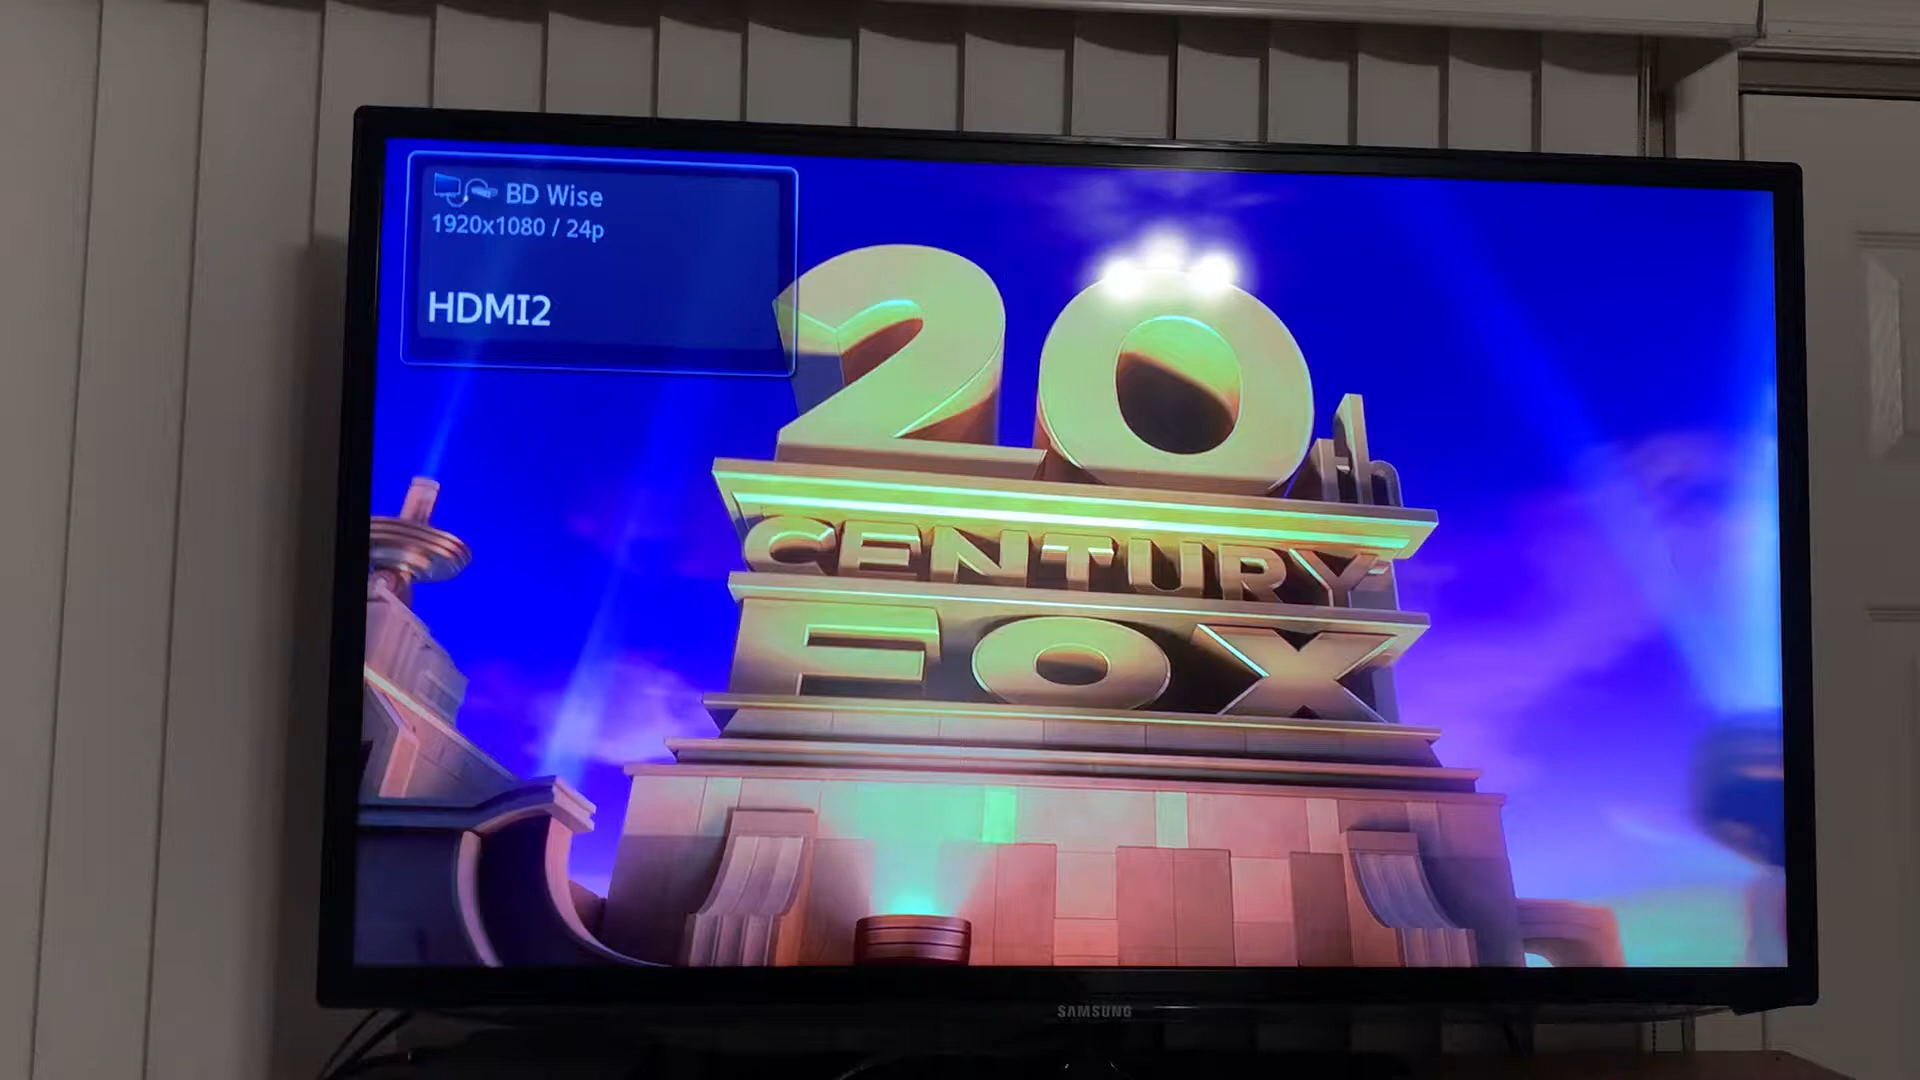 BD Wise
1920x1080 / 24p
HDMI2
20th
CENTURY
FOX
SAMSUNG